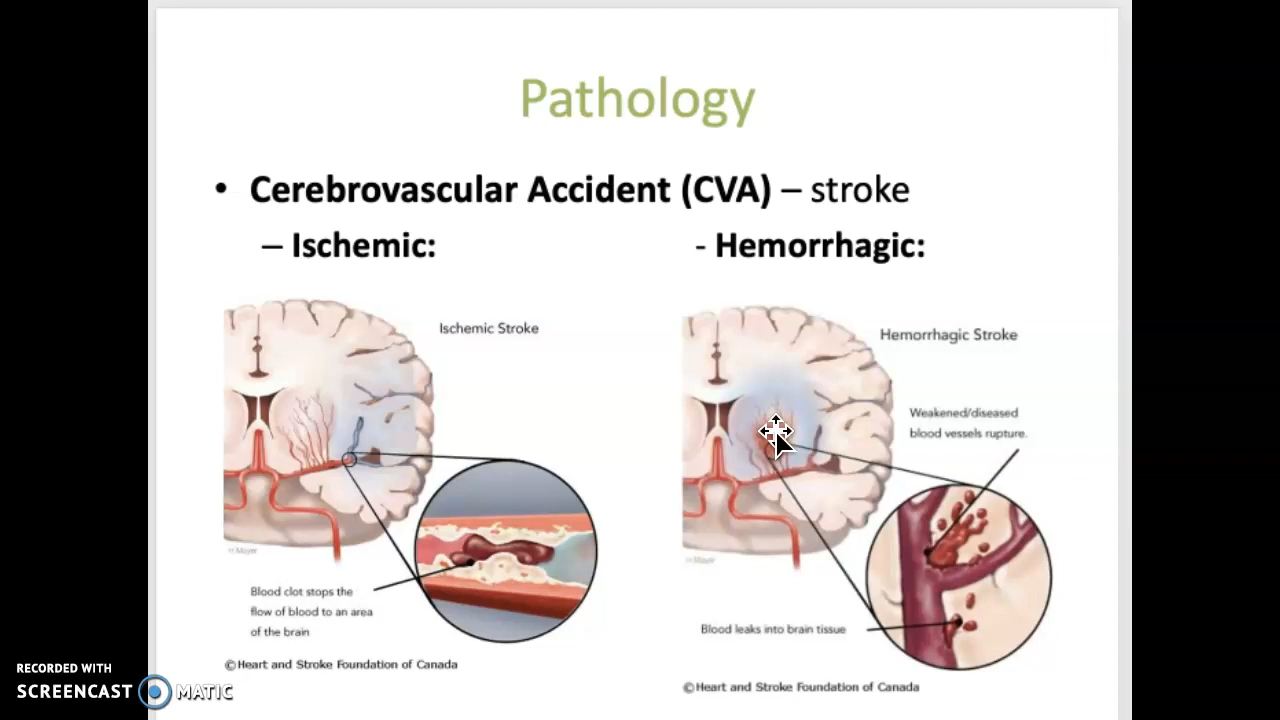 Pathology
• Cerebrovascular Accident (CVA) – stroke
– Ischemic:
- Hemorrhagic:
Ischemic Stroke
Blood clot stops the
flow of blood to an area
of the brain
©Heart and Stroke Foundation of Canada
Hemorrhagic Stroke
Weakened/diseased
blood vessels rupture.
Blood leaks into brain tissue
©Heart and Stroke Foundation of Canada
RECORDED WITH
SCREENCAST MATIC